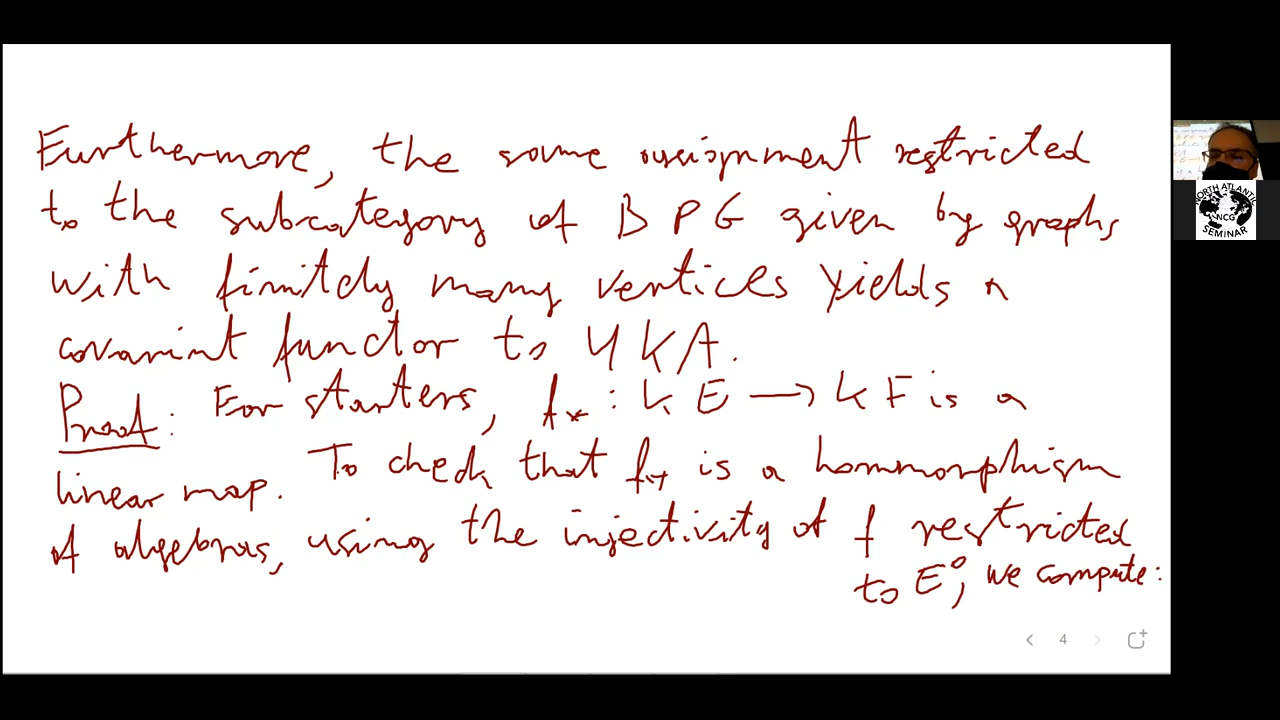 Furthermore, the same assignment restricted
to the subcategory of BPG given by graphs
with finitely many vertices yields a
covariant functor to UKA.
Proof: For starters, f* : kE → kF is a
linear map. To check that f* is a hommorphism
of algebras, using the injectivity of f restricted
to E⁰, we compute:
4
NORTH ATLANTIC
NCG
SEMINAR